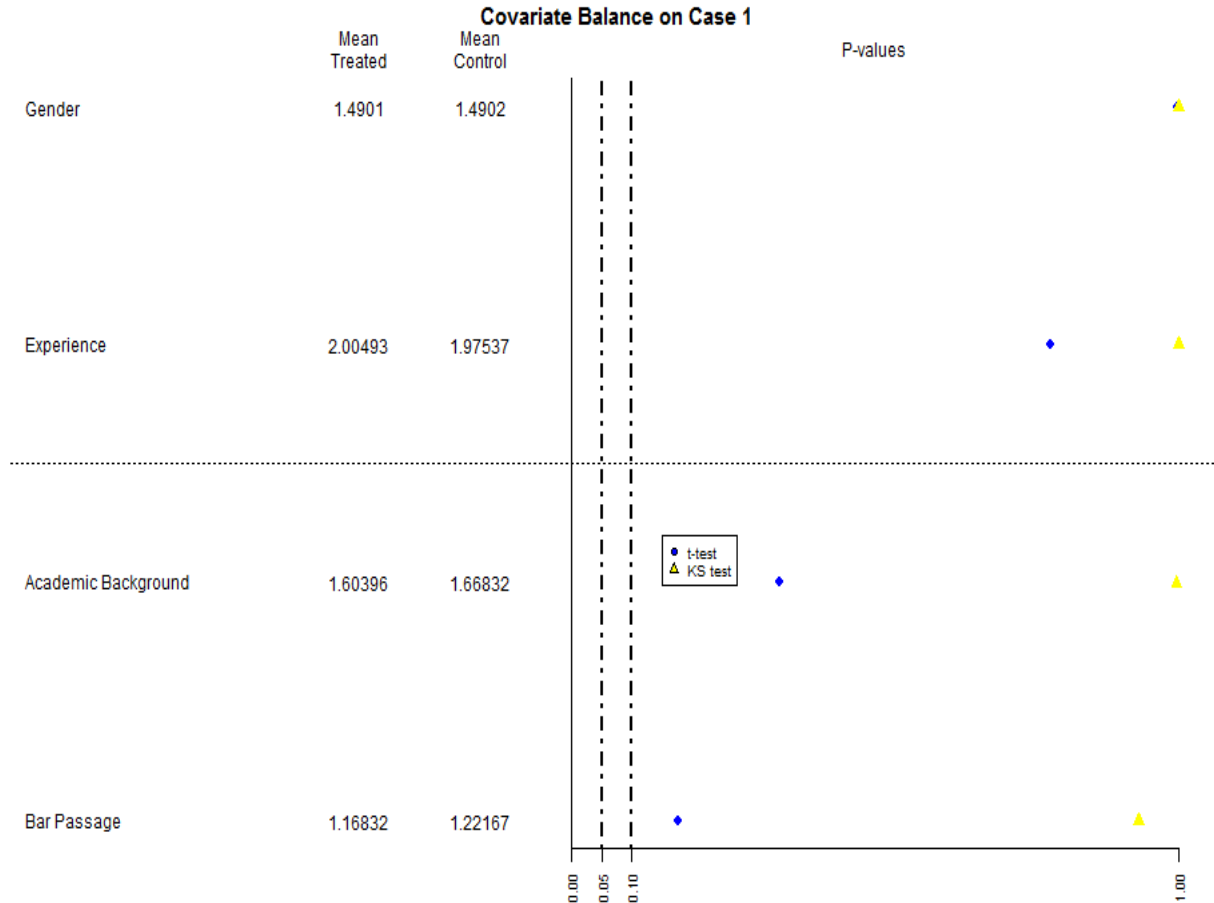 Covariate Balance on Case 1
Mean Treated
Mean Control
P-values
Gender 1.4901 1.4902
Experience 2.00493 1.97537
t-test
KS test
Academic Background 1.60396 1.66832
Bar Passage 1.16832 1.22167
0.00 0.05 0.10 1.00